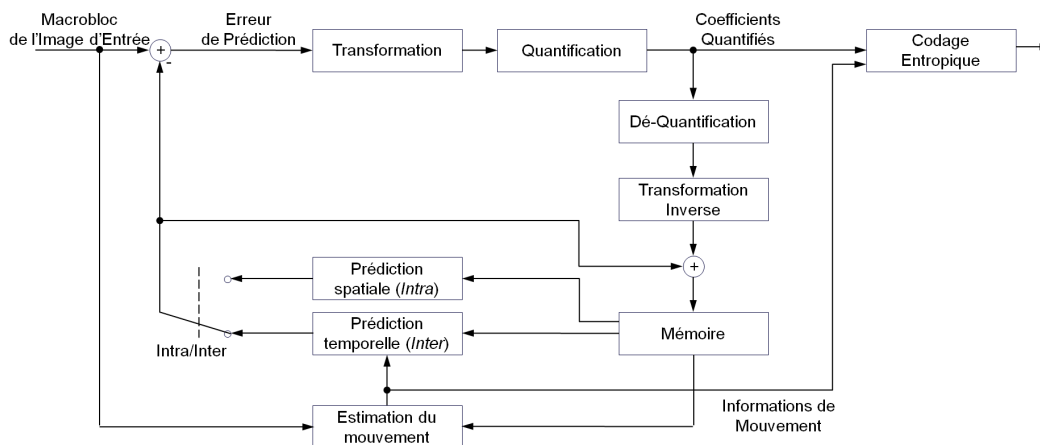 Macrobloc
de l'Image d'Entrée
Erreur
de Prédiction
Transformation
Quantification
Coefficients
Quantifiés
Codage
Entropique
+
-
Dé-Quantification
Transformation
Inverse
+
Prédiction
spatiale (Intra)
Prédiction
temporelle (Inter)
Mémoire
Intra/Inter
Estimation du
mouvement
Informations de
Mouvement